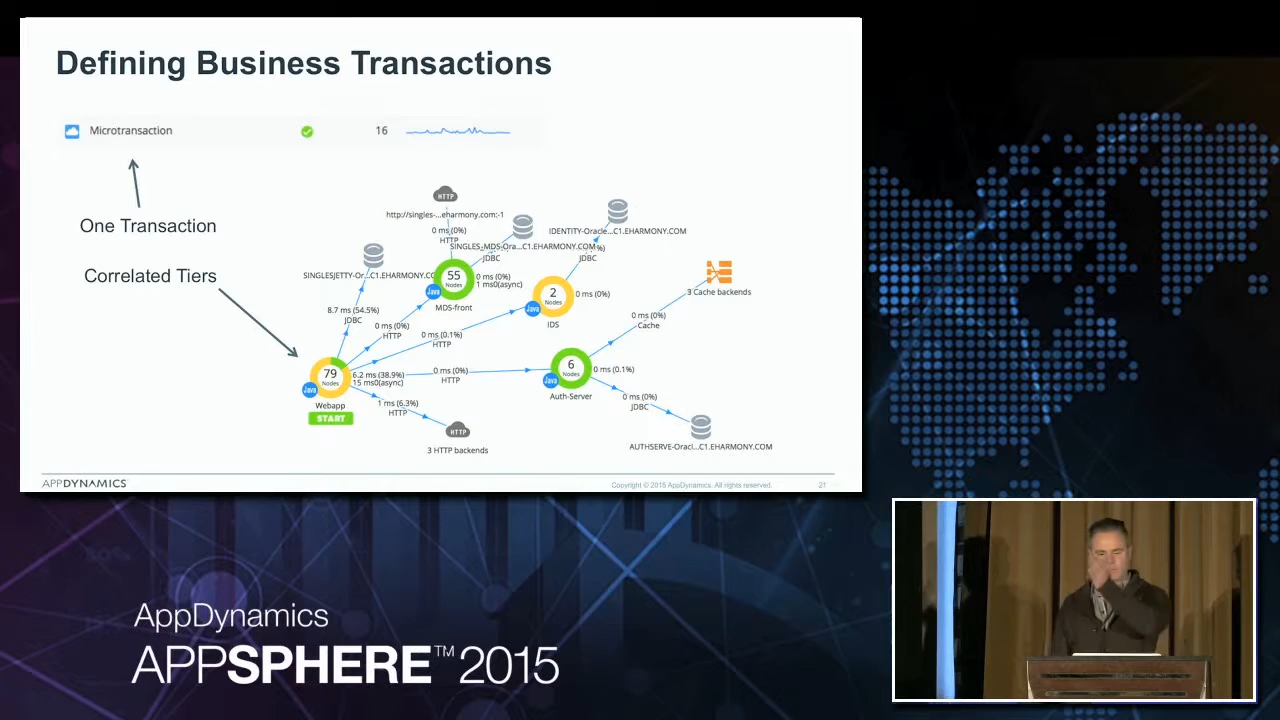 Defining Business Transactions
Microtransaction 16
One Transaction
Correlated Tiers
HTTP
http://singles-...eharmony.com:-1
0 ms (0%)
HTTP
SINGLES_MDS-Ora...C1.EHARMONY.COM
JDBC
IDENTITY-Oracle...C1.EHARMONY.COM
JDBC
SINGLESJETTY-Or...C1.EHARMONY.CO
8.7 ms (54.5%)
JDBC
55
Nodes
Java
MDS-front
0 ms (0%)
1 ms0(async)
2
Nodes
Java
IDS
0 ms (0%)
3 Cache backends
0 ms (0%)
Cache
0 ms (0%)
HTTP
0 ms (0.1%)
HTTP
79
Nodes
Java
Webapp
START
6.2 ms (38.9%)
15 ms0(async)
0 ms (0%)
HTTP
6
Nodes
Java
Auth-Server
0 ms (0.1%)
1 ms (6.3%)
HTTP
HTTP
3 HTTP backends
0 ms (0%)
JDBC
AUTHSERVE-Oracl...C1.EHARMONY.COM
APPDYNAMICS
Copyright © 2015 AppDynamics. All rights reserved.
21
AppDynamics
APPSPHERE™ 2015